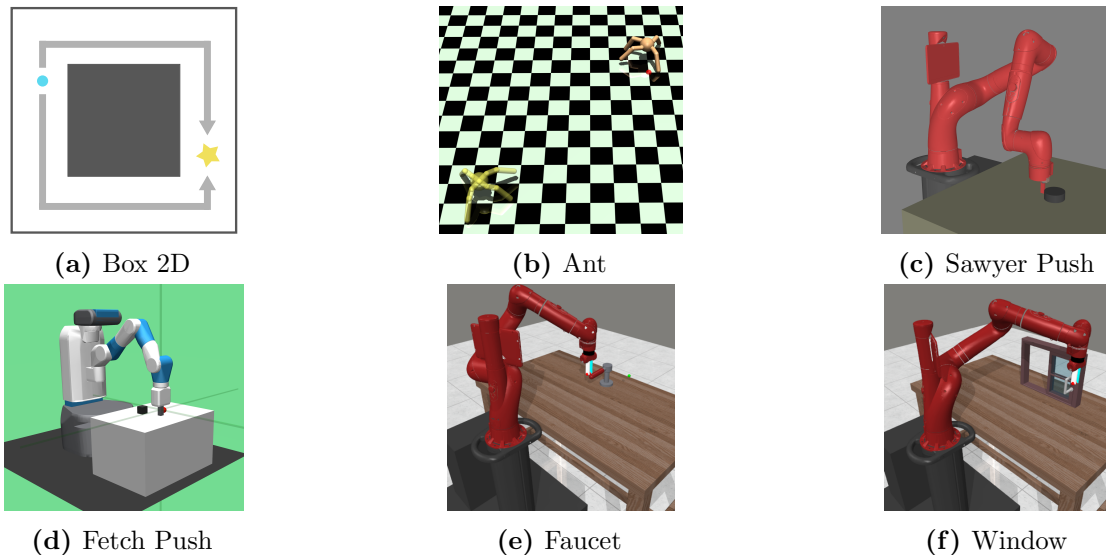 (a) Box 2D
(b) Ant
(c) Sawyer Push
(d) Fetch Push
(e) Faucet
(f) Window